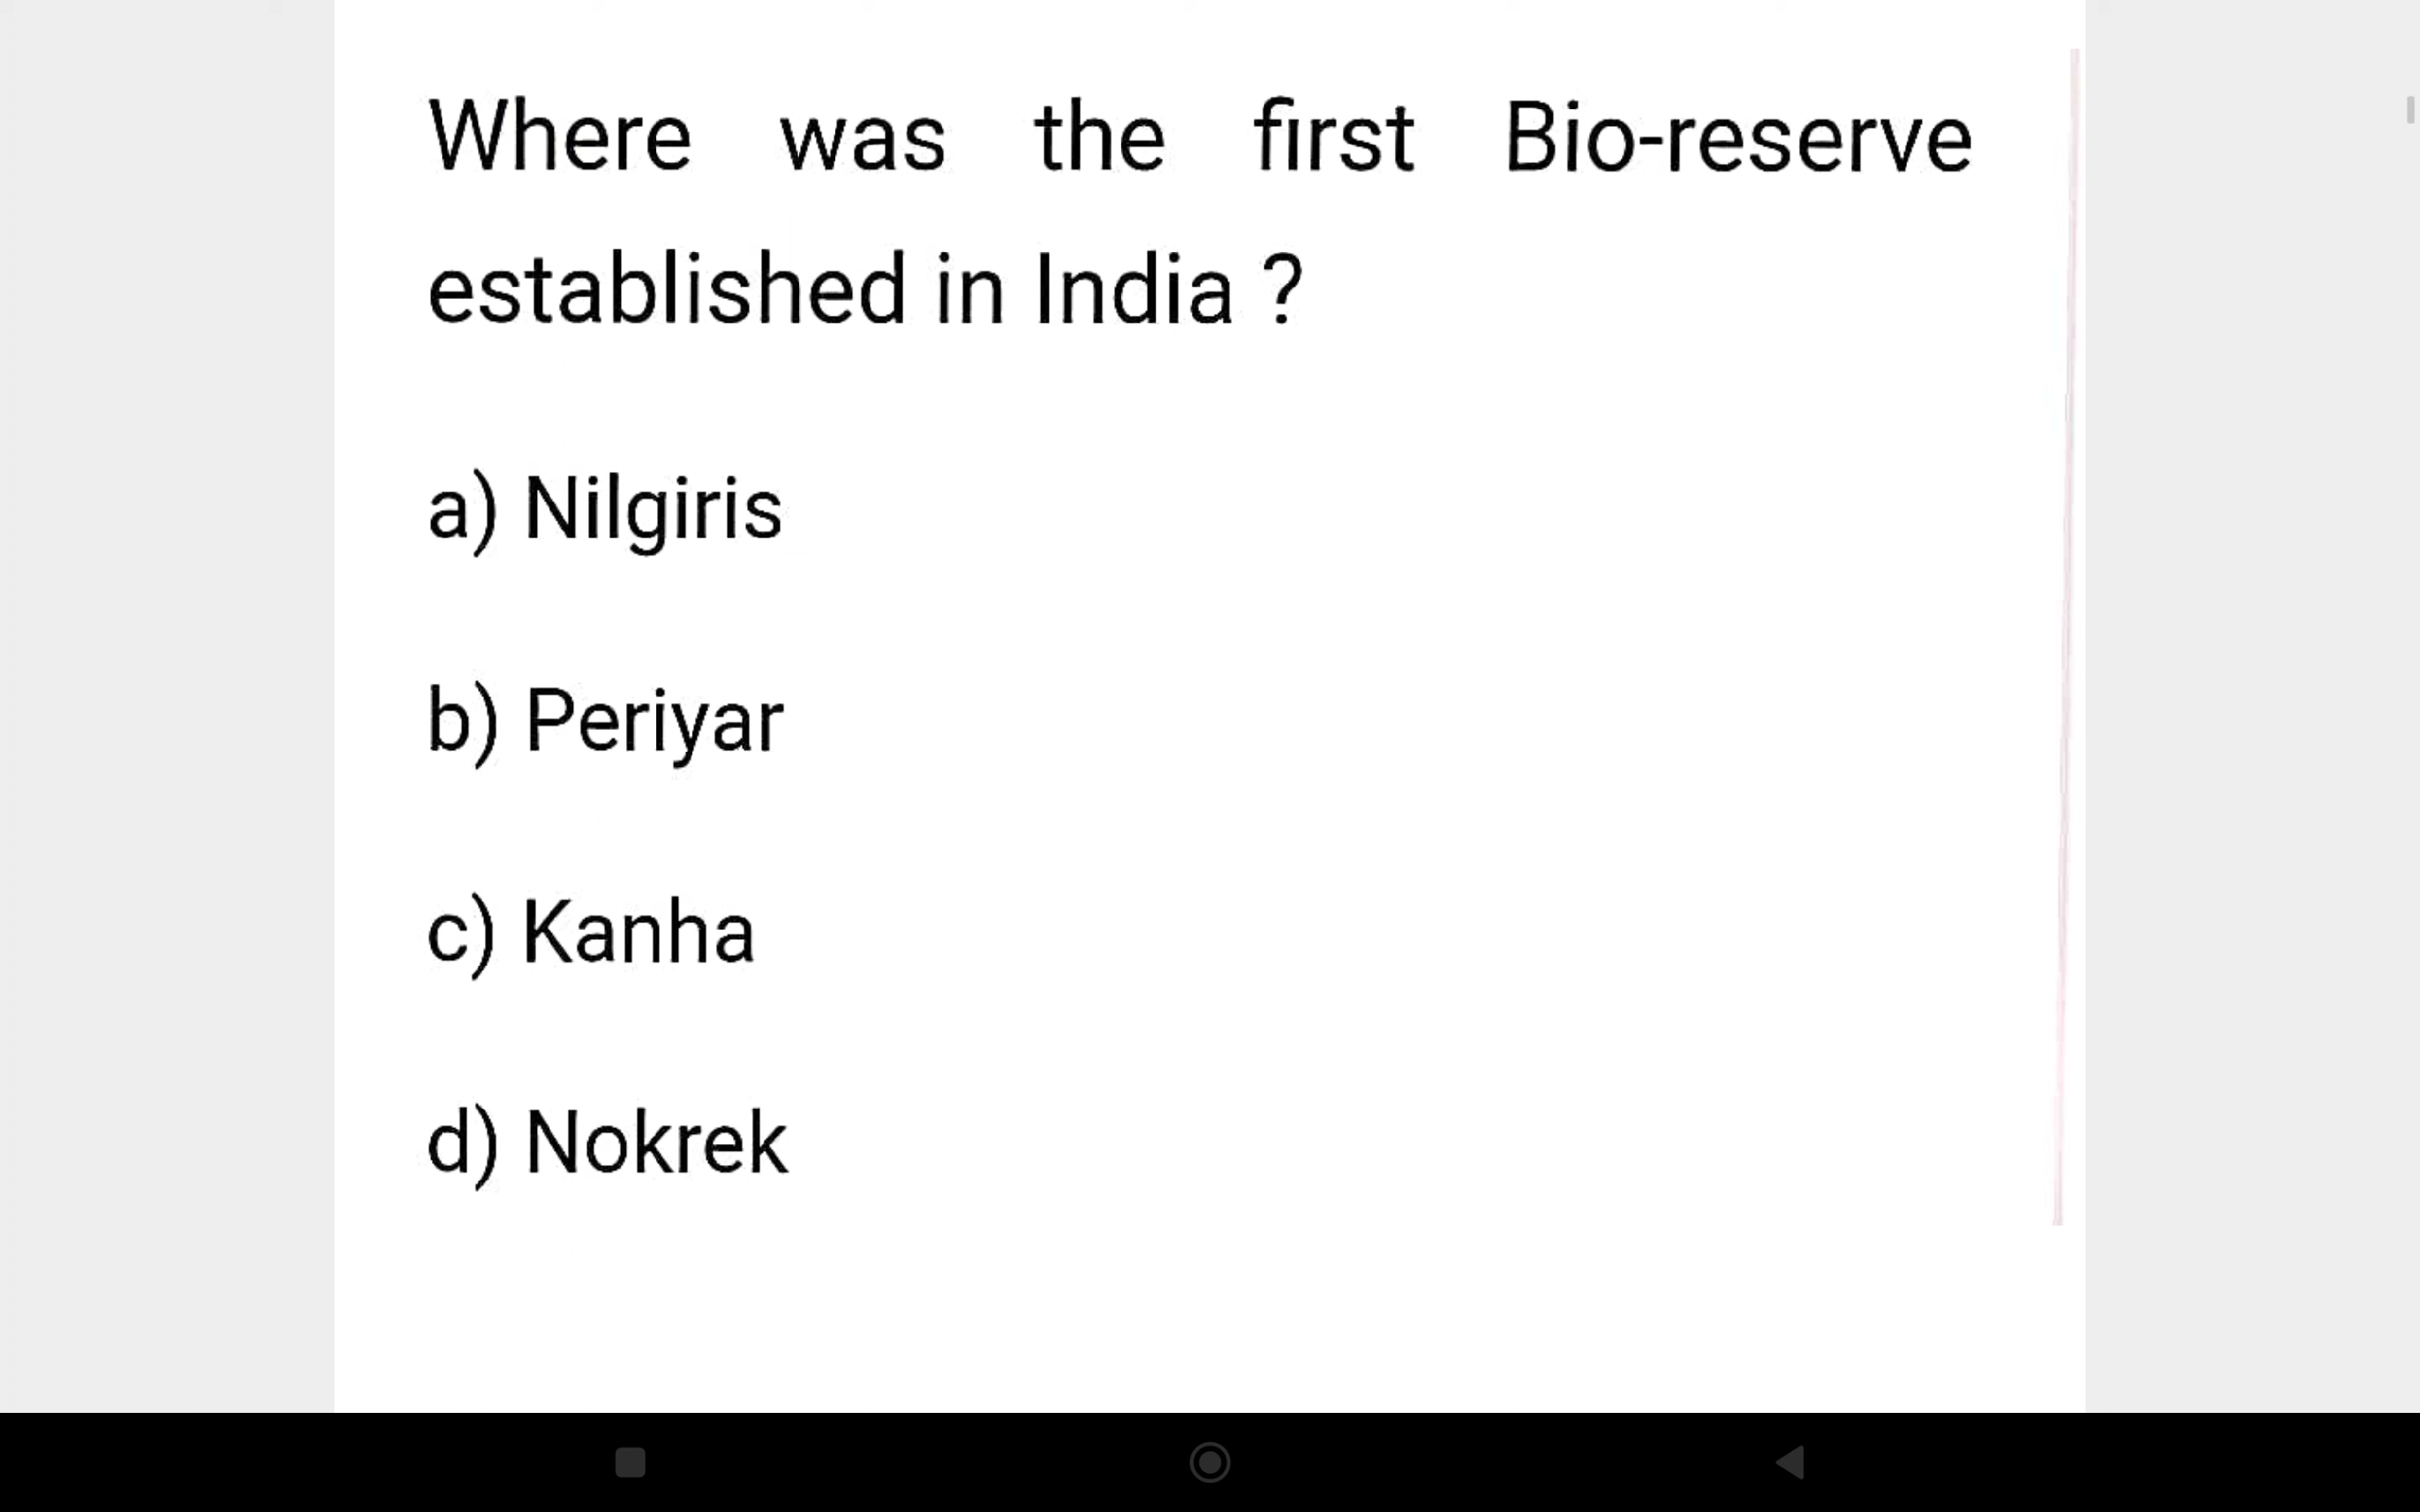 Where was the first Bio-reserve
established in India ?
a) Nilgiris
b) Periyar
c) Kanha
d) Nokrek